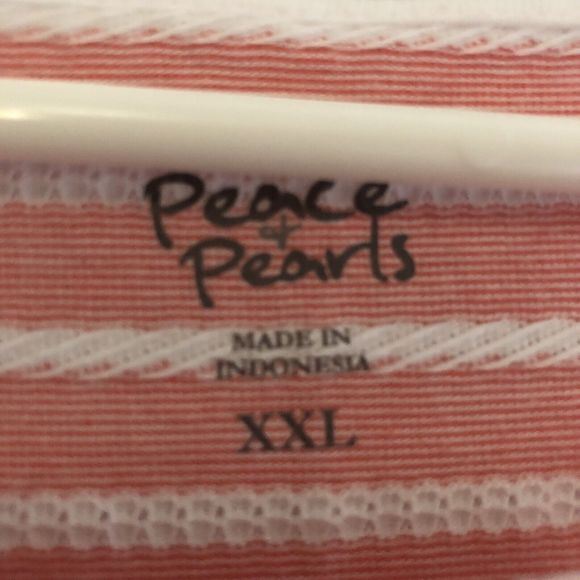 Peace
&
Pearls
MADE IN
INDONESIA
XXL